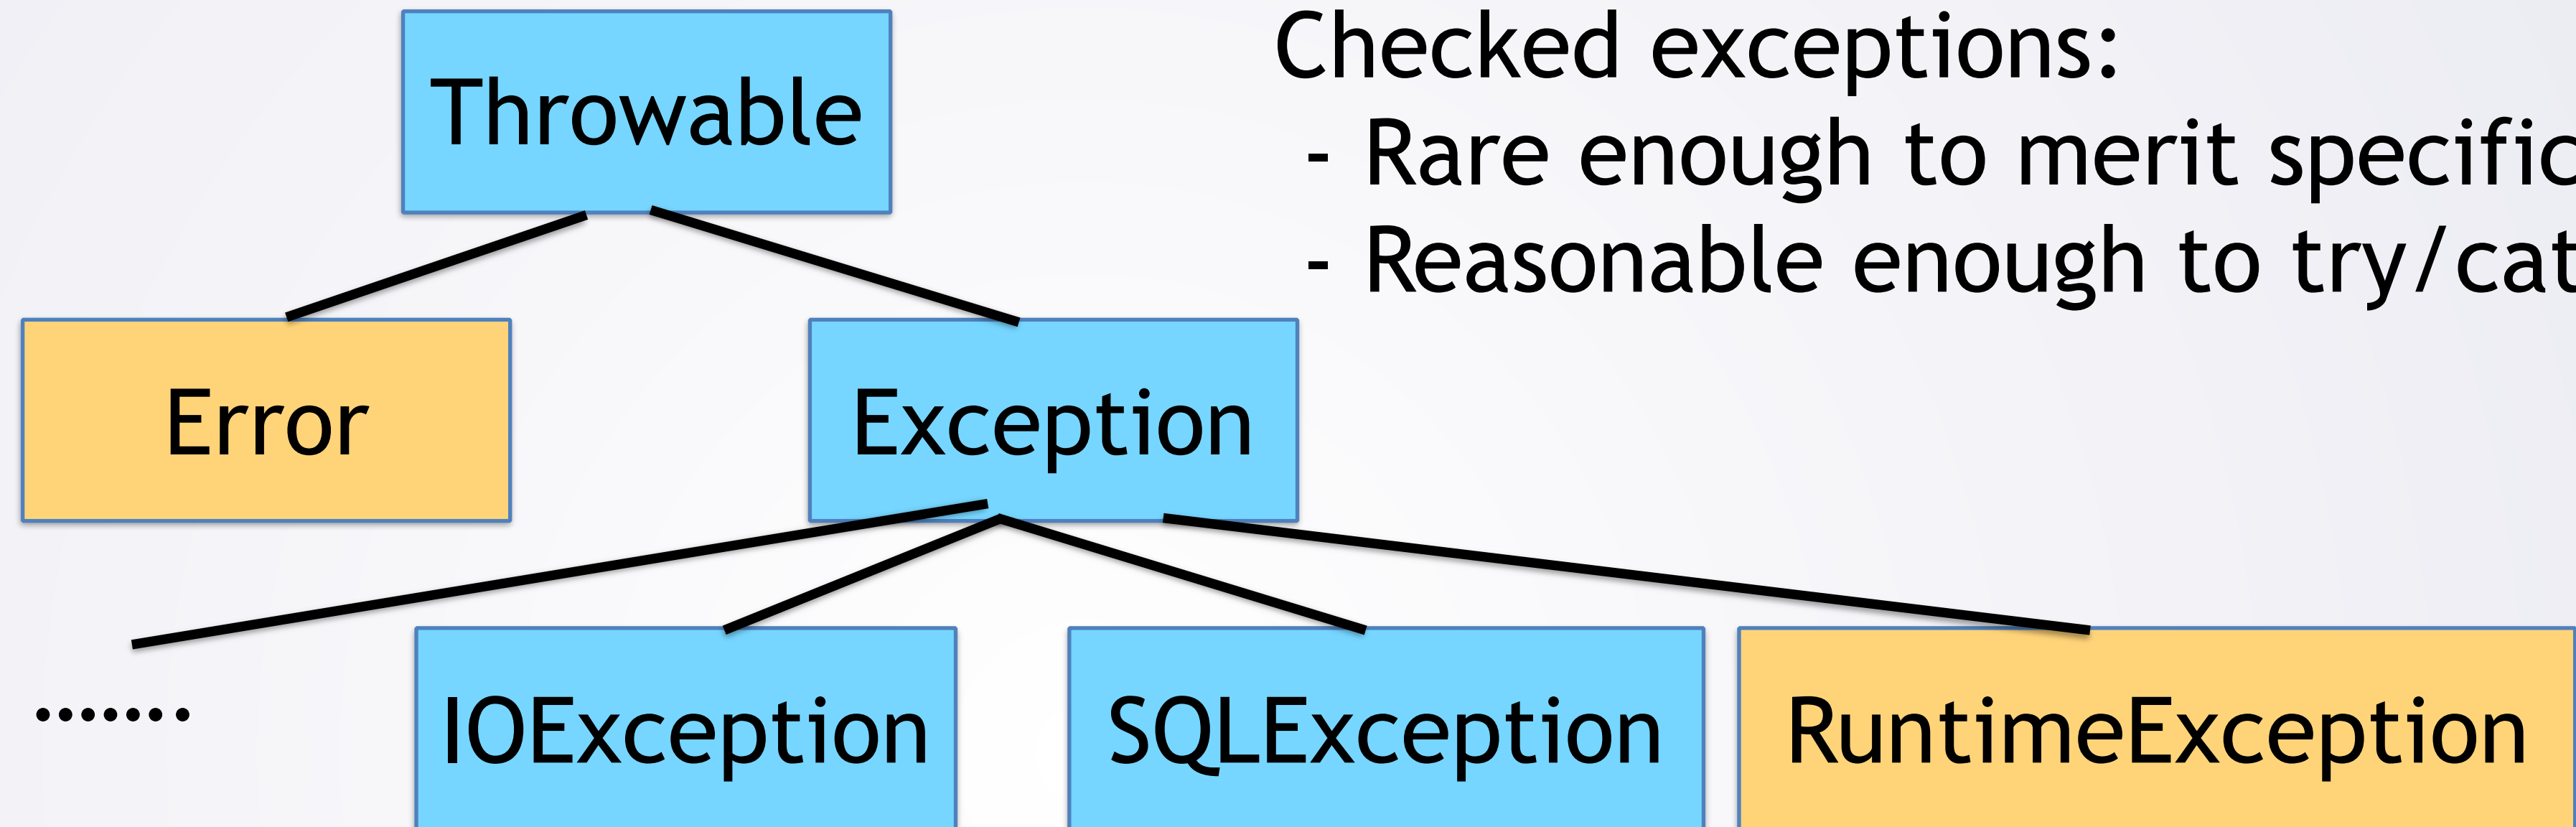 Throwable
Checked exceptions:
- Rare enough to merit specific
- Reasonable enough to try/cat
Error
Exception
.......
IOException
SQLException
RuntimeException